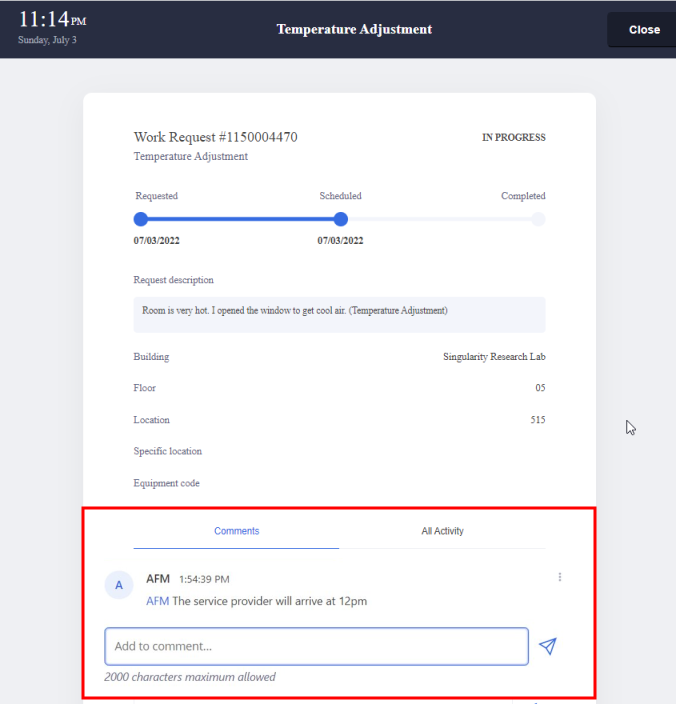 11:14 PM
Sunday, July 3
Temperature Adjustment
Close
Work Request #1150004470
IN PROGRESS
Temperature Adjustment
Requested Scheduled Completed
07/03/2022 07/03/2022
Request description
Room is very hot. I opened the window to get cool air. (Temperature Adjustment)
Building Singularity Research Lab
Floor 05
Location 515
Specific location
Equipment code
Comments All Activity
A
AFM 1:54:39 PM
AFM The service provider will arrive at 12pm
Add to comment...
2000 characters maximum allowed